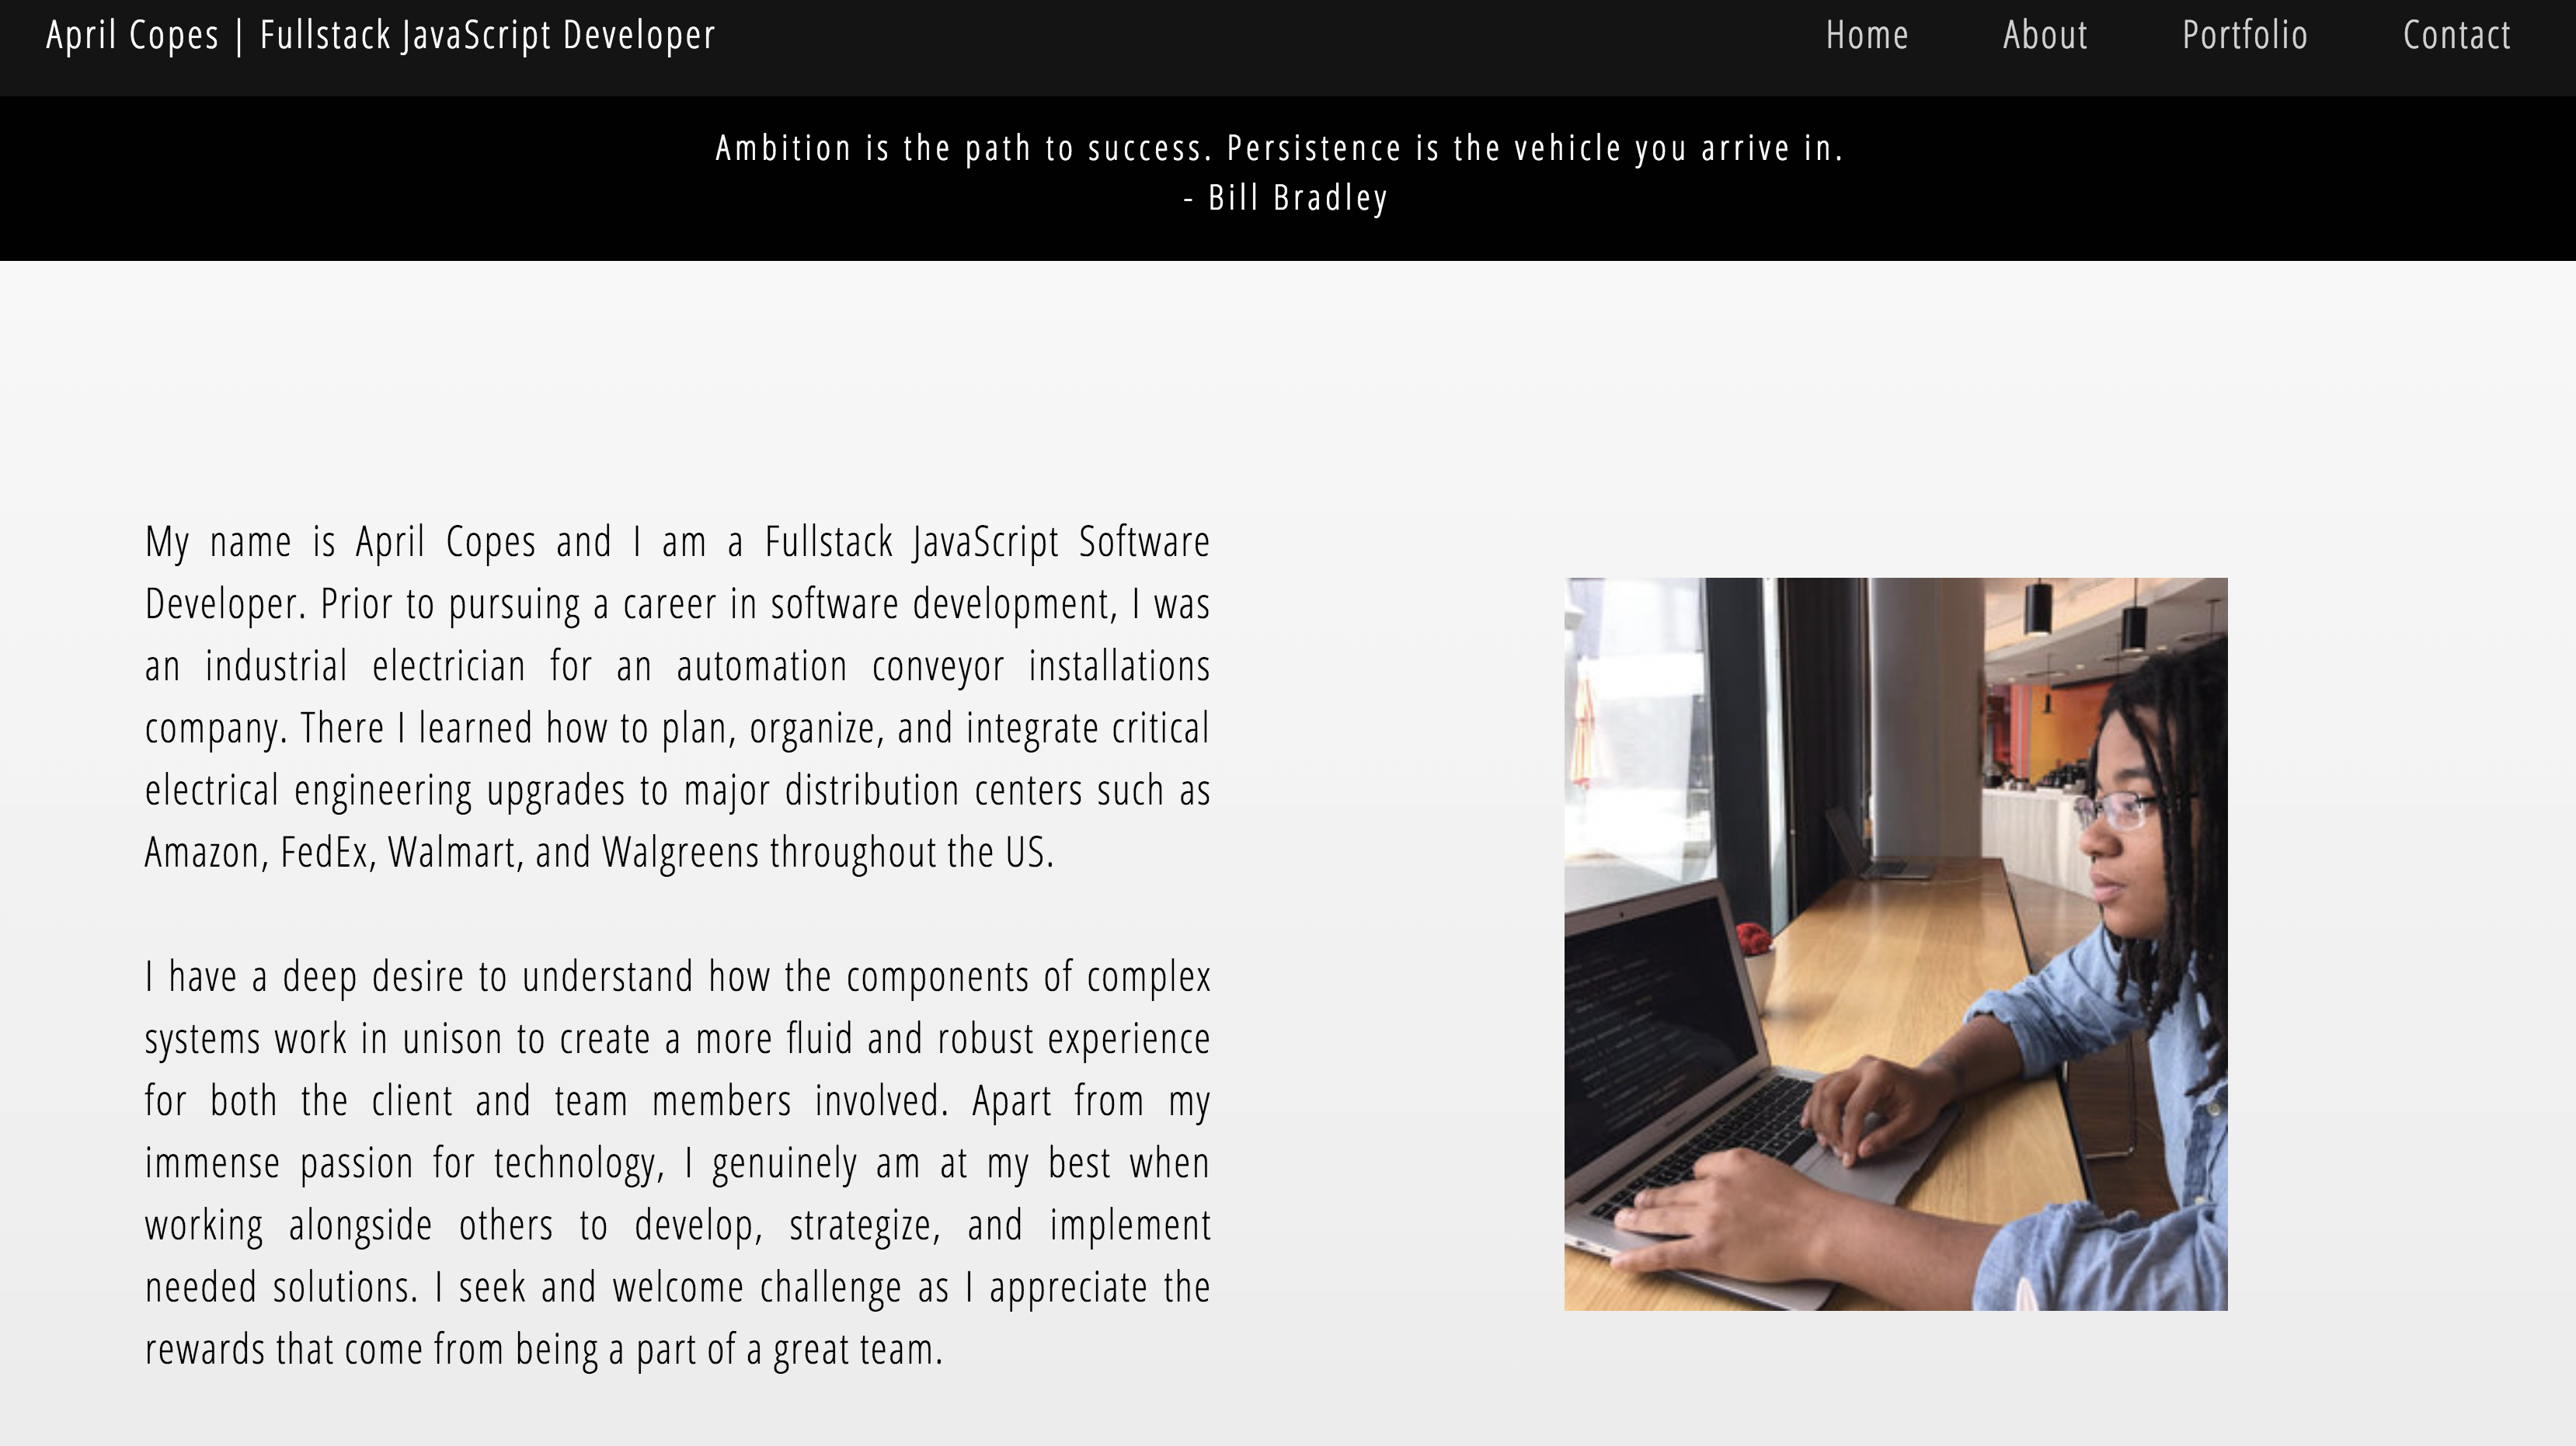 April Copes | Fullstack JavaScript Developer
Home About Portfolio Contact
Ambition is the path to success. Persistence is the vehicle you arrive in.
- Bill Bradley
My name is April Copes and I am a Fullstack JavaScript Software
Developer. Prior to pursuing a career in software development, I was
an industrial electrician for an automation conveyor installations
company. There I learned how to plan, organize, and integrate critical
electrical engineering upgrades to major distribution centers such as
Amazon, FedEx, Walmart, and Walgreens throughout the US.
I have a deep desire to understand how the components of complex
systems work in unison to create a more fluid and robust experience
for both the client and team members involved. Apart from my
immense passion for technology, I genuinely am at my best when
working alongside others to develop, strategize, and implement
needed solutions. I seek and welcome challenge as I appreciate the
rewards that come from being a part of a great team.